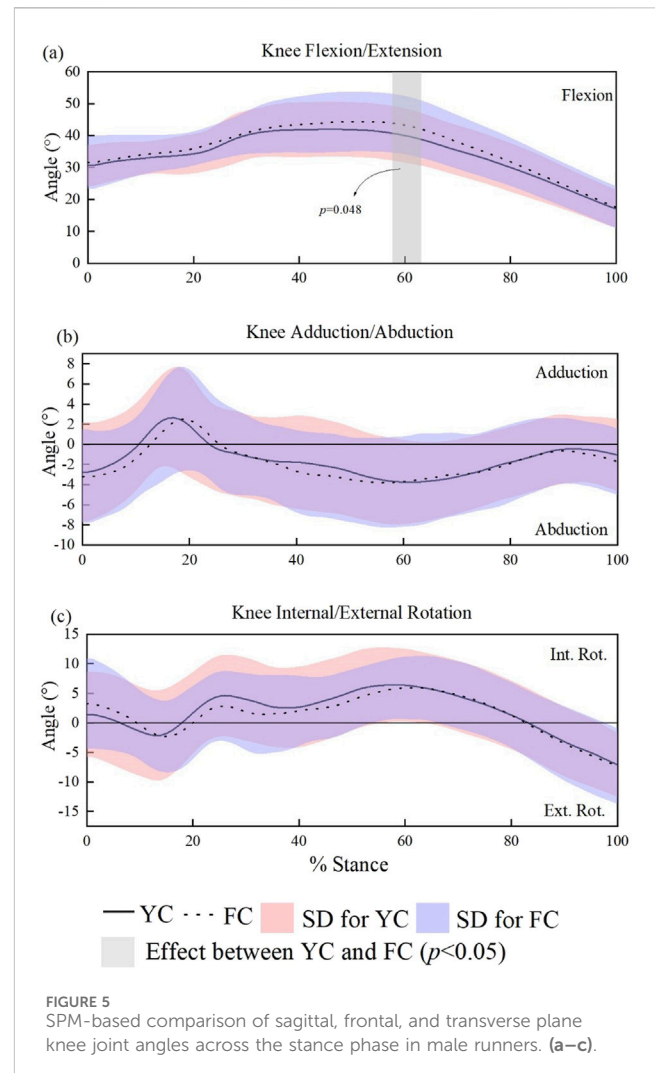 (a) Knee Flexion/Extension
60
50
40
30
20
10
0
Angle (°)
Flexion
p=0.048
0 20 40 60 80 100
(b) Knee Adduction/Abduction
8
6
4
2
0
-2
-4
-6
-8
-10
Angle (°)
Adduction
Abduction
0 20 40 60 80 100
(c) Knee Internal/External Rotation
15
10
5
0
-5
-10
-15
Angle (°)
Int. Rot.
Ext. Rot.
0 20 40 60 80 100
% Stance
YC FC SD for YC SD for FC
Effect between YC and FC (p<0.05)
FIGURE 5
SPM-based comparison of sagittal, frontal, and transverse plane
knee joint angles across the stance phase in male runners. (a–c).